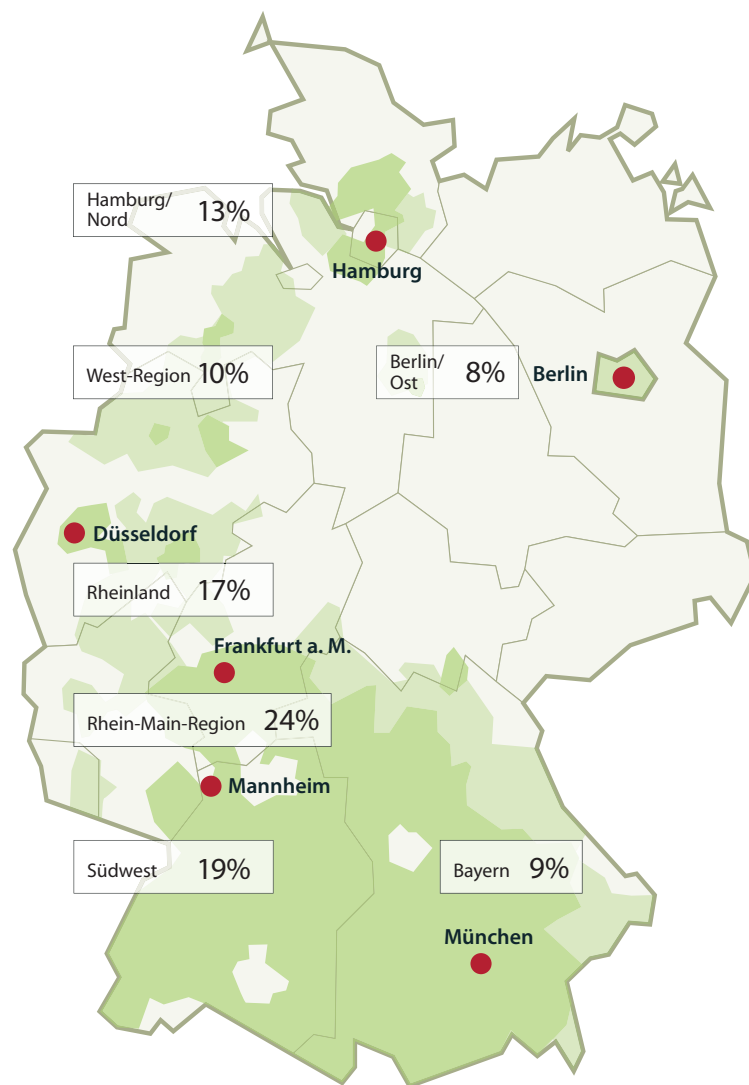 Hamburg/
Nord
13%
Hamburg
West-Region 10%
Berlin/
Ost
8%
Berlin
Düsseldorf
Rheinland 17%
Frankfurt a. M.
Rhein-Main-Region 24%
Mannheim
Südwest 19%
Bayern 9%
München